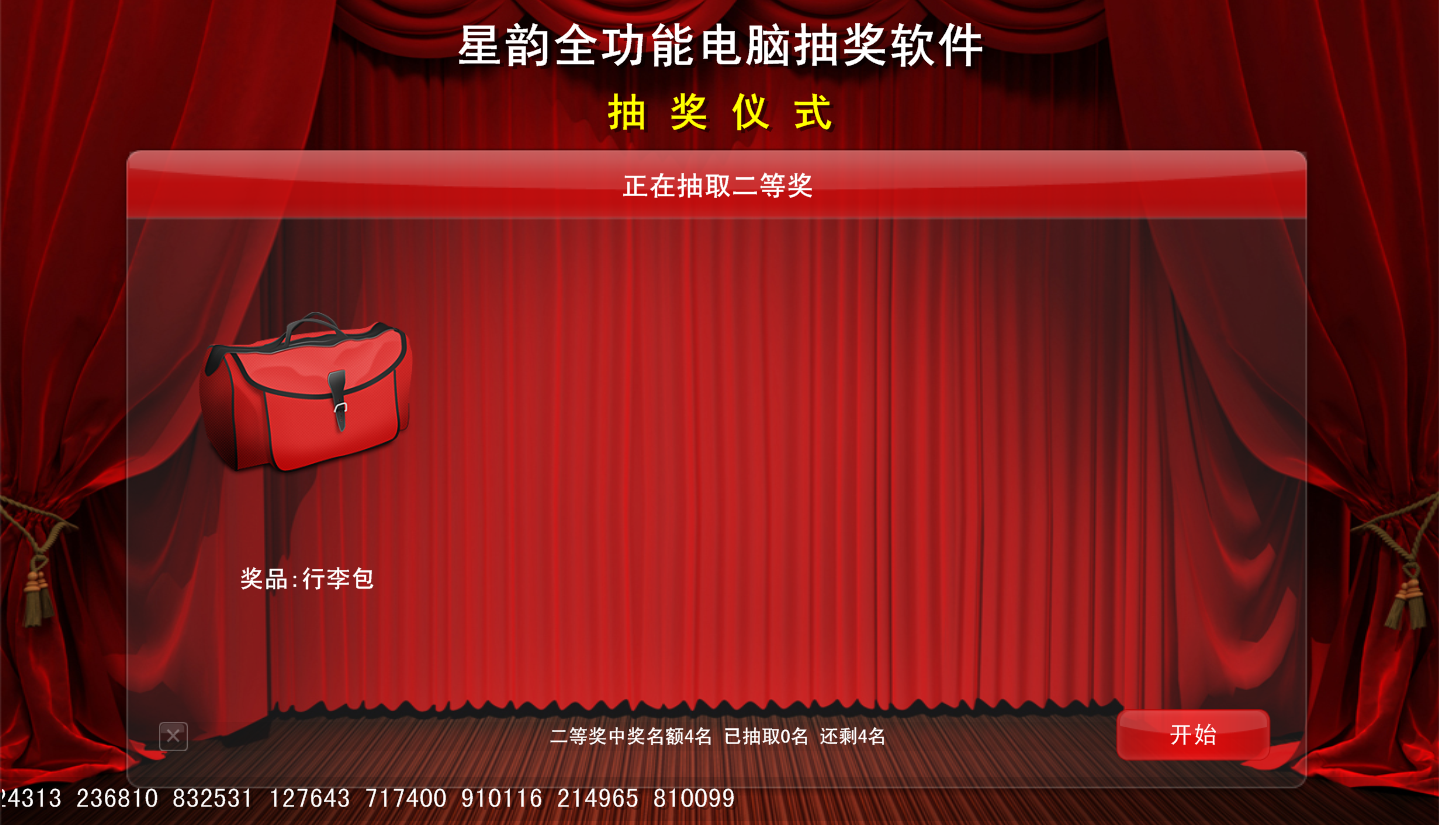 星韵全功能电脑抽奖软件
抽 奖 仪 式
正在抽取二等奖
奖品:行李包
二等奖中奖名额4名 已抽取0名 还剩4名
开始
24313 236810 832531 127643 717400 910116 214965 810099